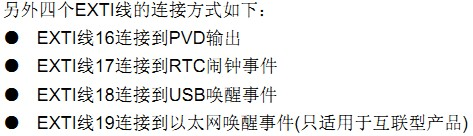 另外四个EXTI线的连接方式如下：
● EXTI线16连接到PVD输出
● EXTI线17连接到RTC闹钟事件
● EXTI线18连接到USB唤醒事件
● EXTI线19连接到以太网唤醒事件(只适用于互联型产品)